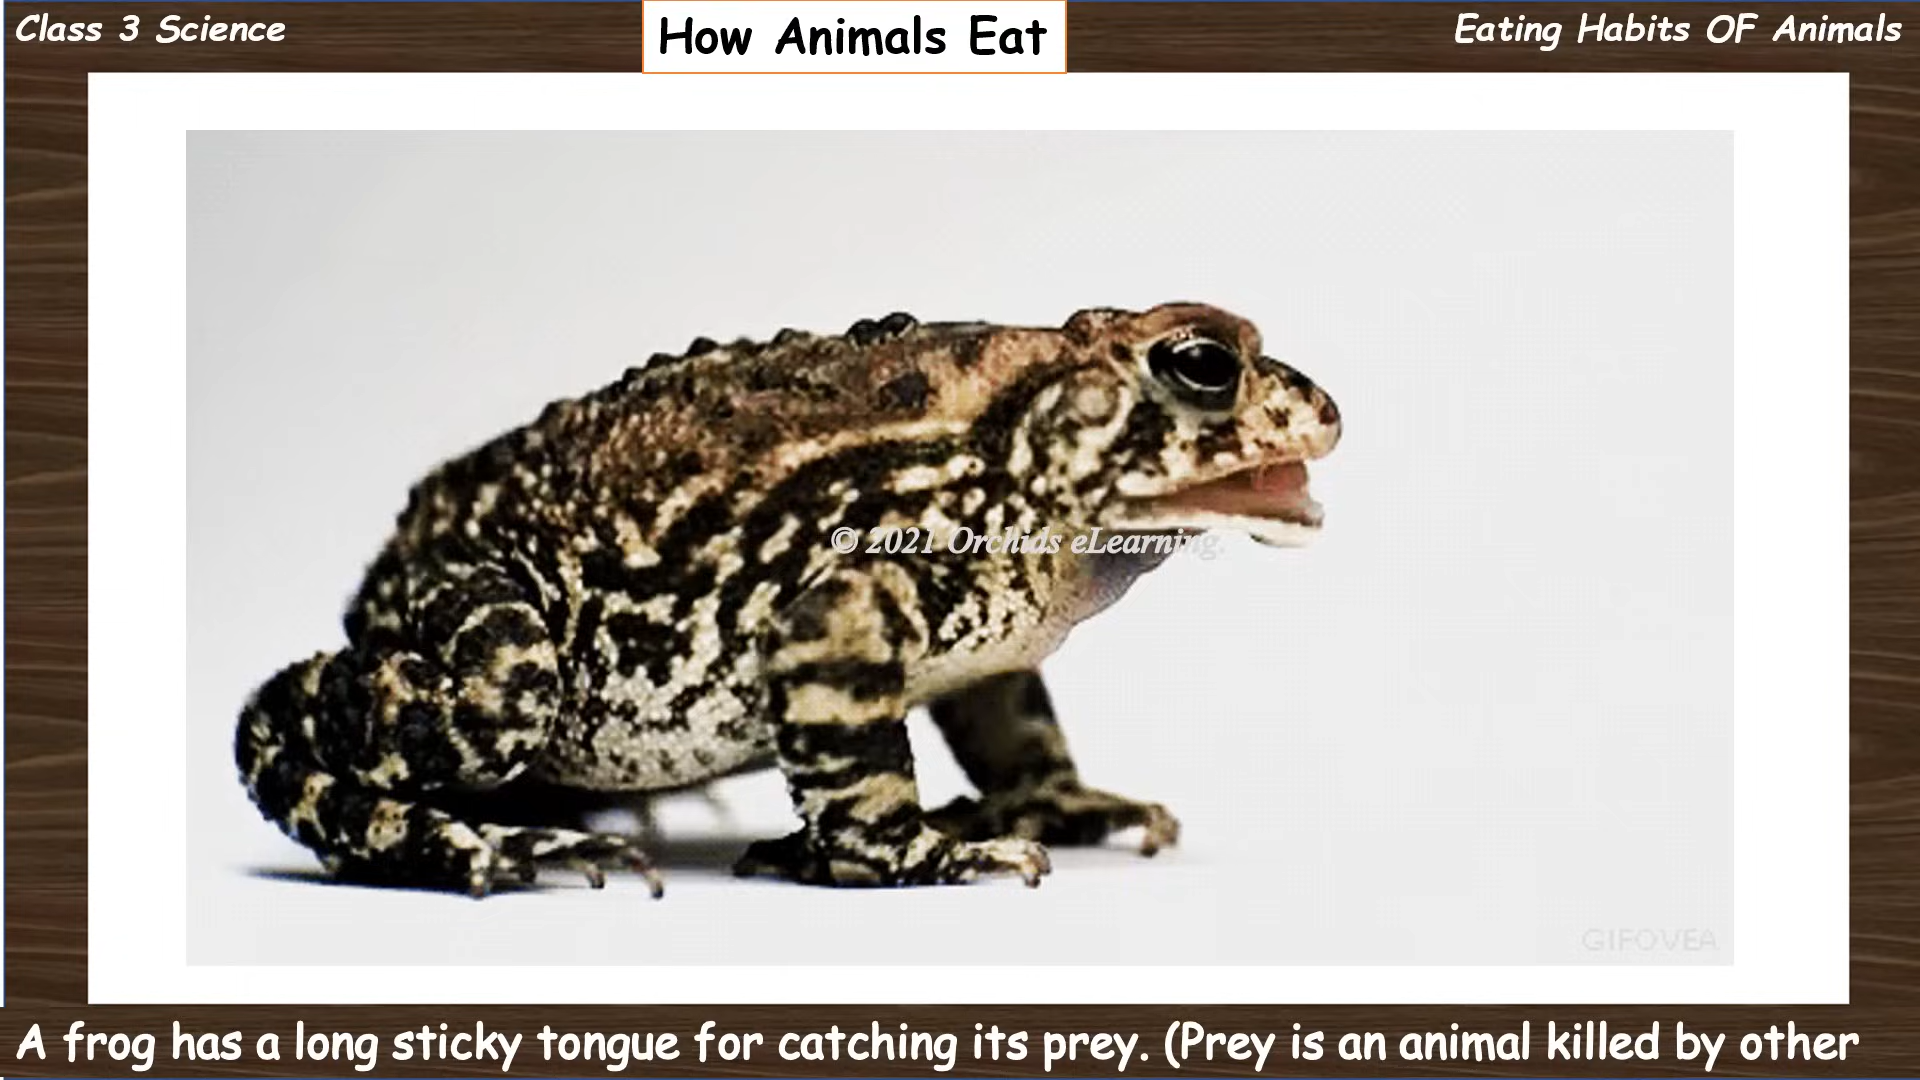 Class 3 Science
How Animals Eat
Eating Habits OF Animals
© 2021 Orchids eLearning.
GIFOVEA
A frog has a long sticky tongue for catching its prey. (Prey is an animal killed by other